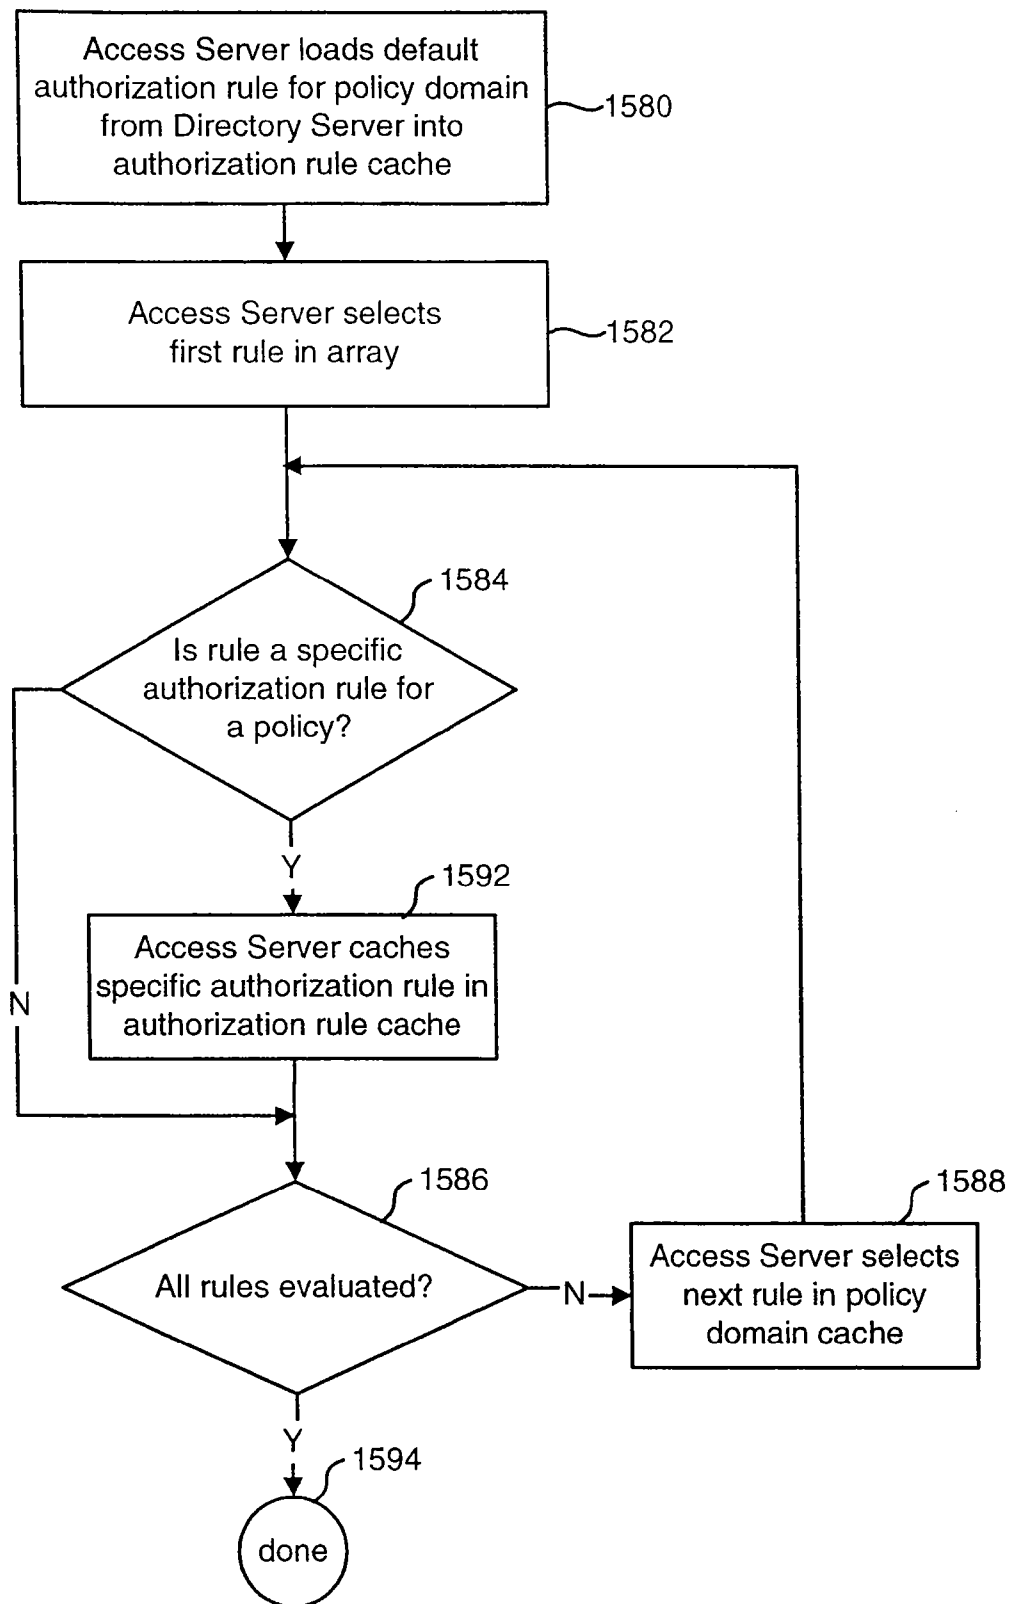 Access Server loads default
authorization rule for policy domain
from Directory Server into
authorization rule cache
1580
Access Server selects
first rule in array
1582
1584
Is rule a specific
authorization rule for
a policy?
Y
1592
Access Server caches
specific authorization rule in
authorization rule cache
N
1586
All rules evaluated?
N
1588
Access Server selects
next rule in policy
domain cache
Y
1594
done